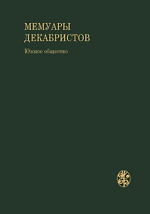 МЕМУАРЫ
ДЕКАБРИСТОВ
Южное общество